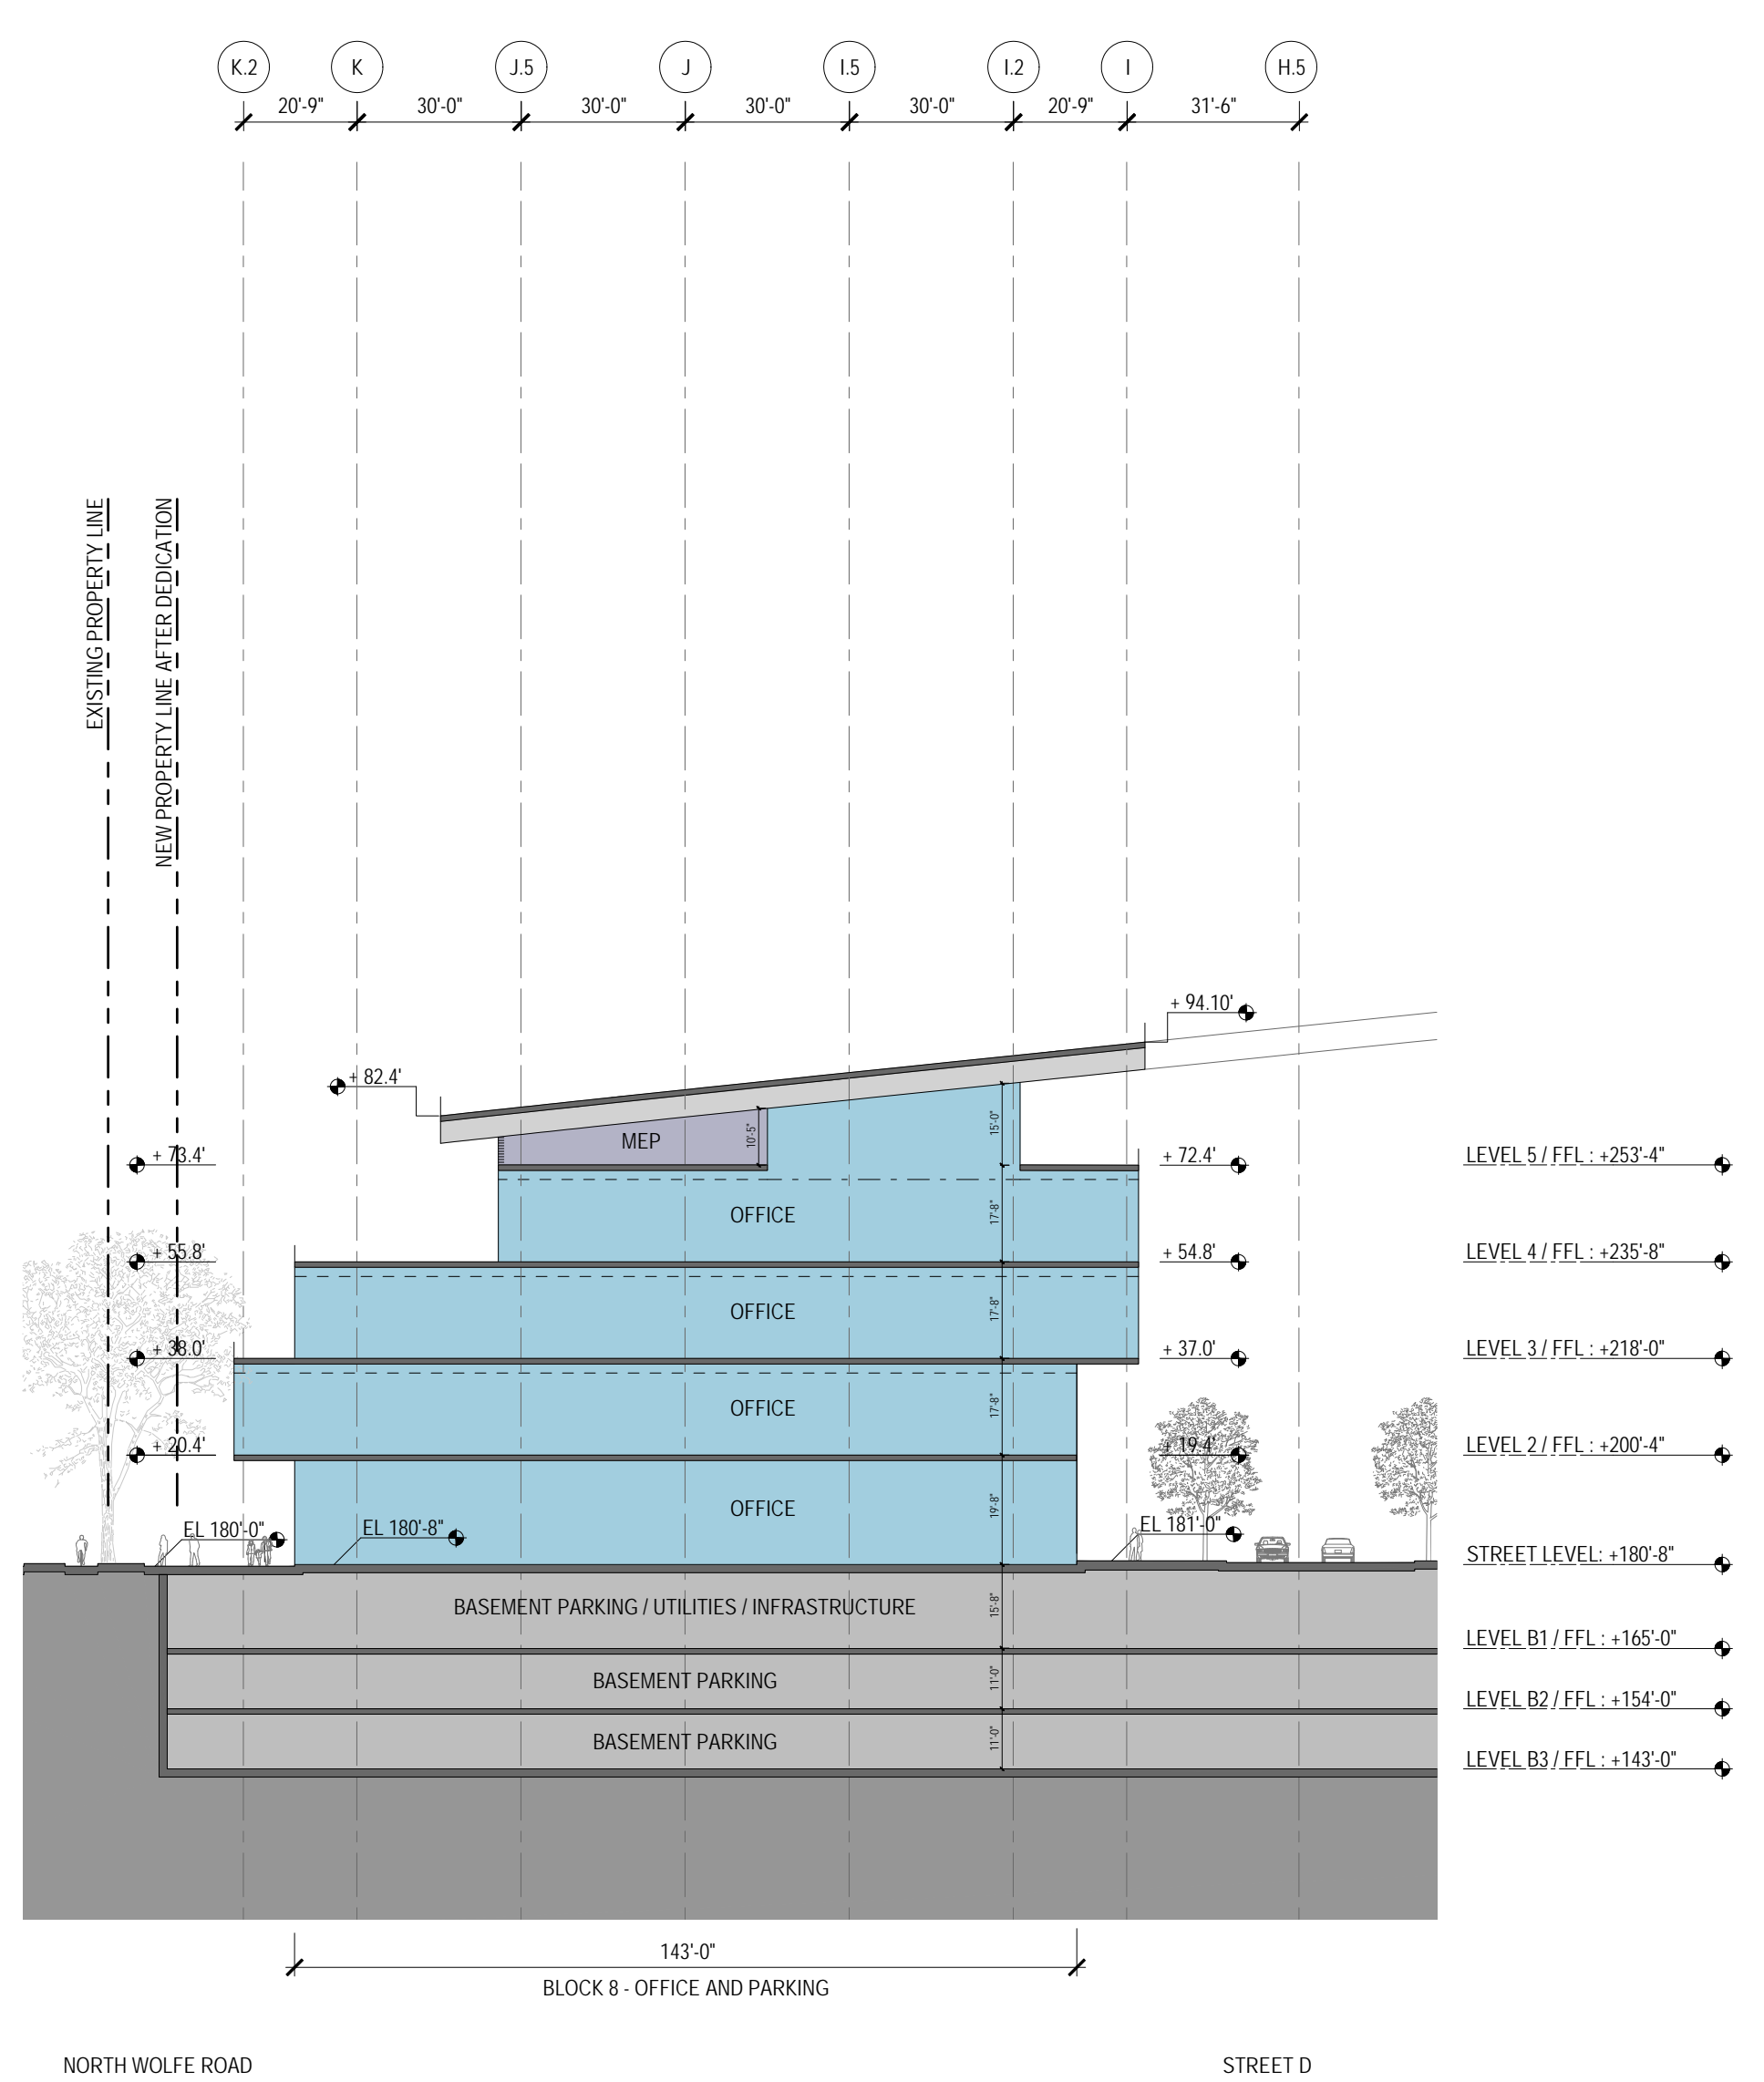 K.2 K J.5 J I.5 I.2 I H.5
20'-9" 30'-0" 30'-0" 30'-0" 30'-0" 20'-9" 31'-6"
EXISTING PROPERTY LINE
NEW PROPERTY LINE AFTER DEDICATION
+ 94.10'
+ 82.4'
15'-0"
10'-5"
MEP
+ 73.4' + 72.4' LEVEL 5 / FFL : +253'-4"
OFFICE 17'-8"
+ 55.8' + 54.8' LEVEL 4 / FFL : +235'-8"
OFFICE 17'-8"
+ 38.0' + 37.0' LEVEL 3 / FFL : +218'-0"
OFFICE 17'-8"
+ 20.4' + 19.4' LEVEL 2 / FFL : +200'-4"
OFFICE 19'-8"
EL 180'-0" EL 180'-8" EL 181'-0"
STREET LEVEL: +180'-8"
BASEMENT PARKING / UTILITIES / INFRASTRUCTURE 15'-8"
LEVEL B1 / FFL : +165'-0"
BASEMENT PARKING 11'-0"
LEVEL B2 / FFL : +154'-0"
BASEMENT PARKING 11'-0"
LEVEL B3 / FFL : +143'-0"
143'-0"
BLOCK 8 - OFFICE AND PARKING
NORTH WOLFE ROAD STREET D